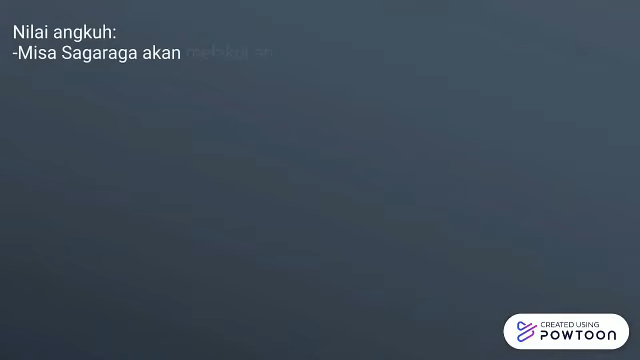 Nilai angkuh:
-Misa Sagaraga akan
CREATED USING
POWTOON